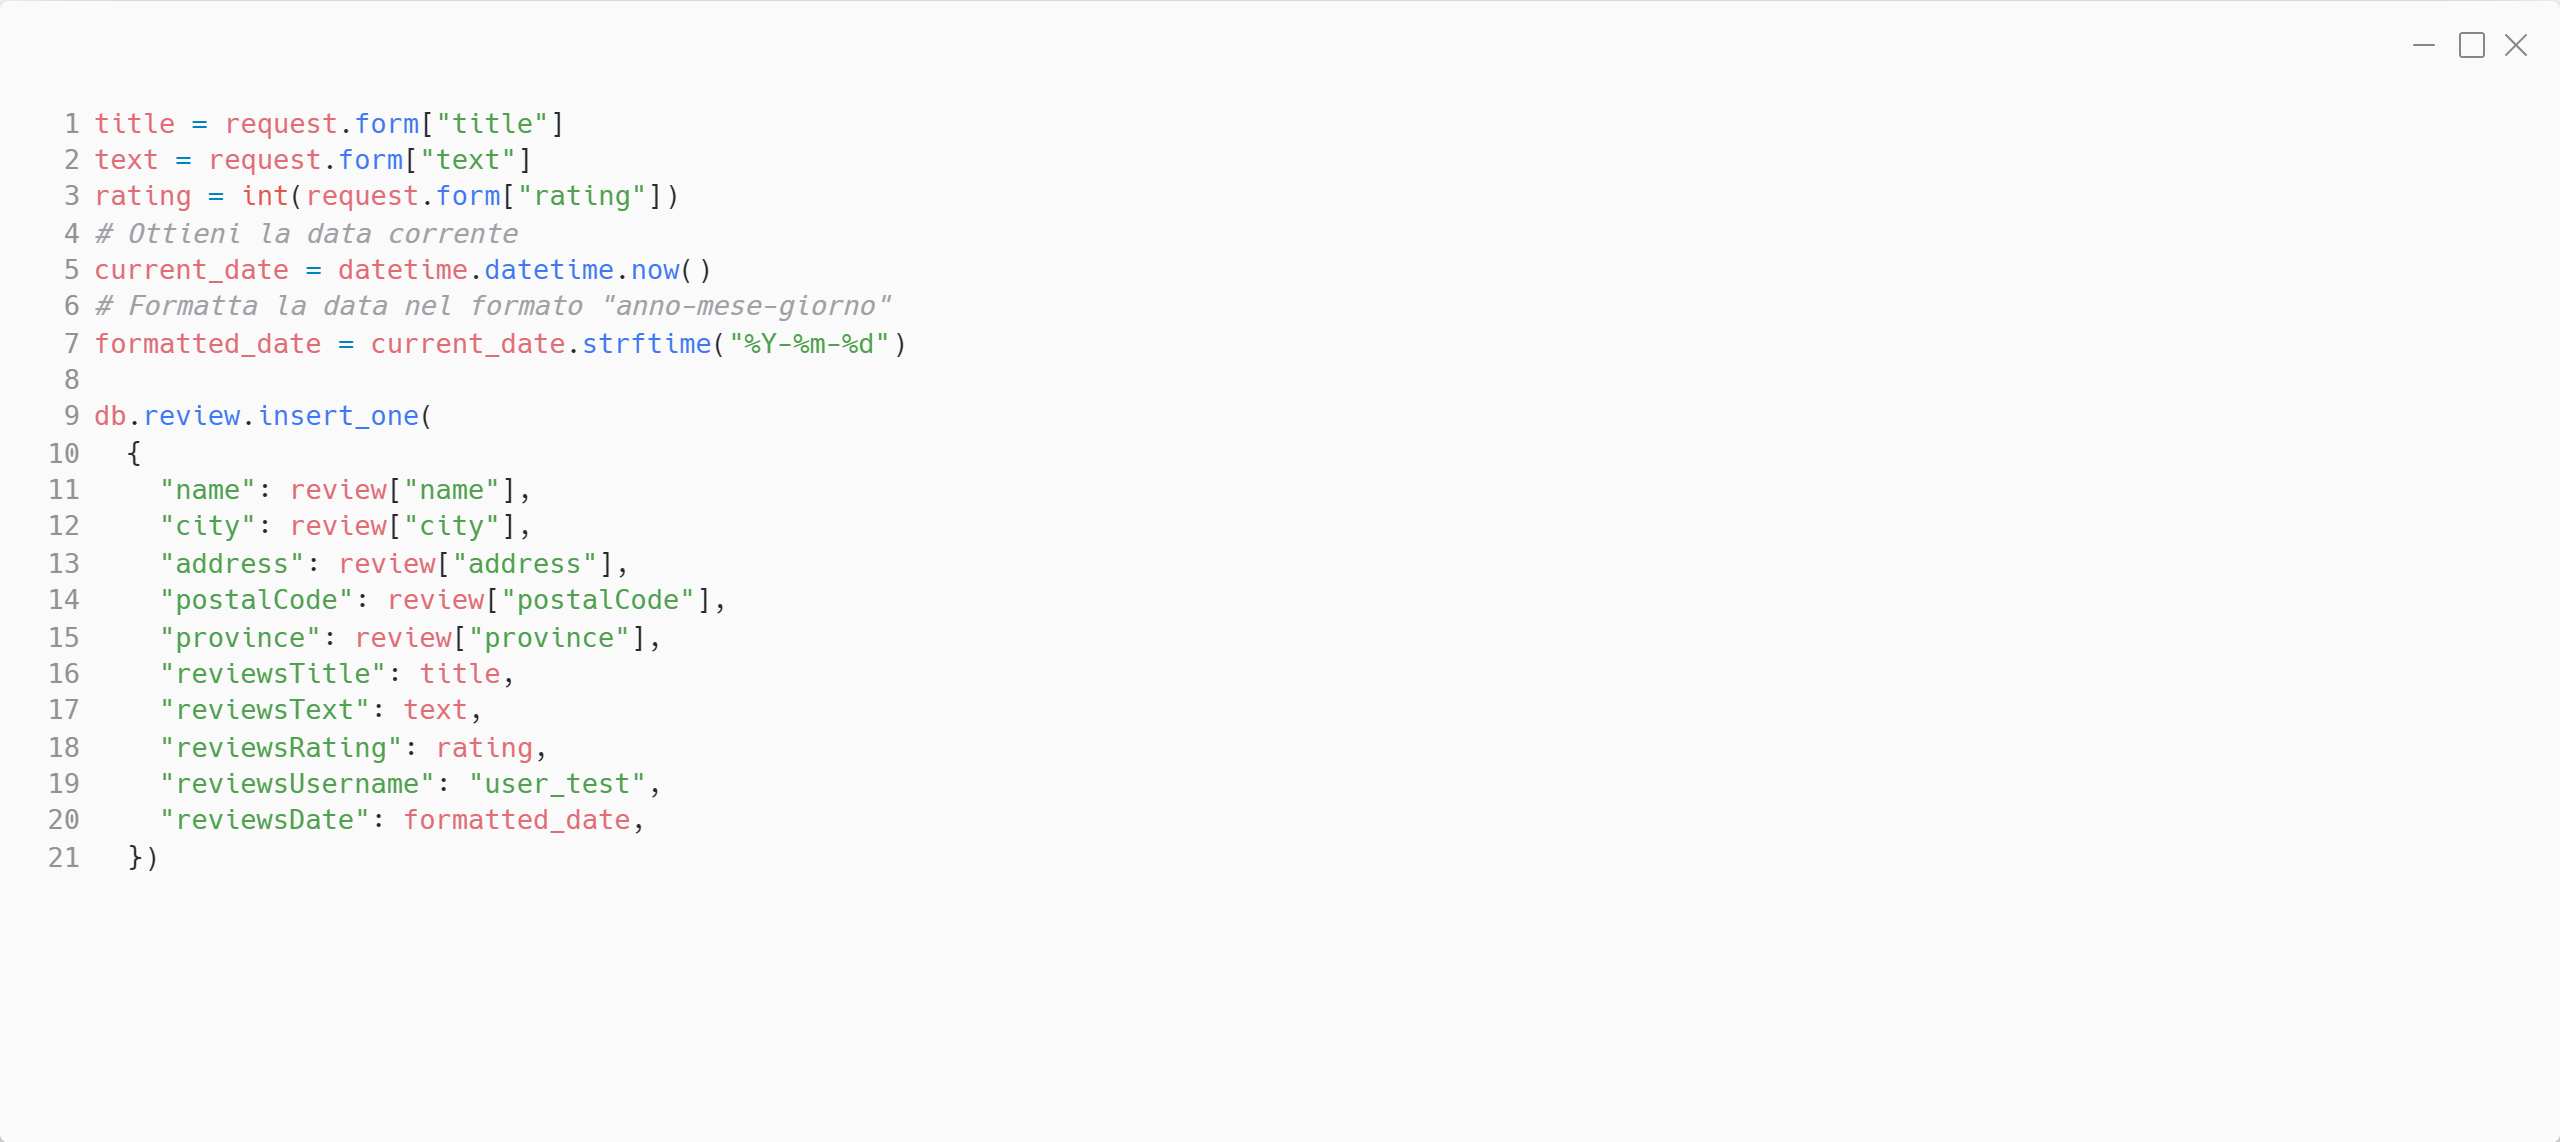 1 title = request.form["title"]
2 text = request.form["text"]
3 rating = int(request.form["rating"])
4 # Ottieni la data corrente
5 current_date = datetime.datetime.now()
6 # Formatta la data nel formato "anno-mese-giorno"
7 formatted_date = current_date.strftime("%Y-%m-%d")
8
9 db.review.insert_one(
10   {
11     "name": review["name"],
12     "city": review["city"],
13     "address": review["address"],
14     "postalCode": review["postalCode"],
15     "province": review["province"],
16     "reviewsTitle": title,
17     "reviewsText": text,
18     "reviewsRating": rating,
19     "reviewsUsername": "user_test",
20     "reviewsDate": formatted_date,
21   })